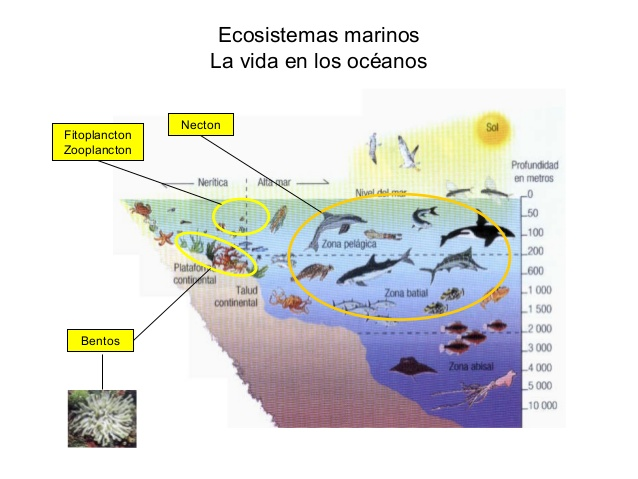 Ecosistemas marinos
La vida en los océanos
Fitoplancton
Zooplancton
Necton
Sol
Profundidad
en metros
Nerítica
Alta mar
Nivel del mar
0
50
100
200
600
1 000
1 500
2 000
3 000
4 000
5 000
10 000
Zona pelágica
Plataforma
continental
Talud
continental
Zona batial
Zona abisal
Bentos